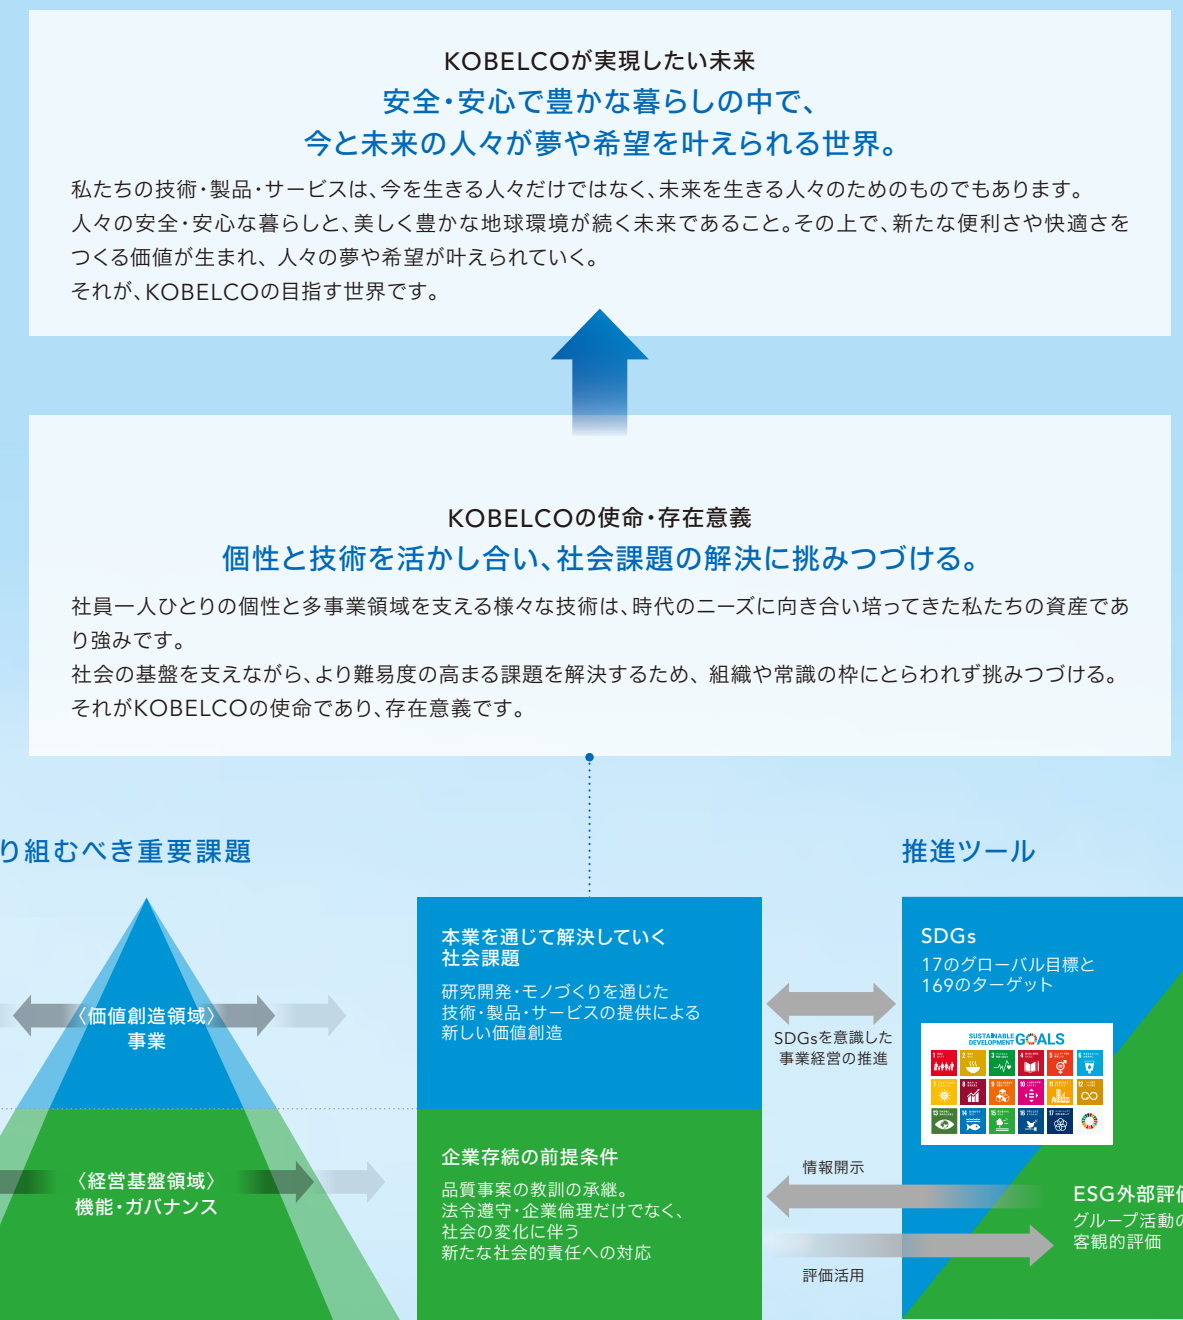 KOBELCOが実現したい未来
安全・安心で豊かな暮らしの中で、
今と未来の人々が夢や希望を叶えられる世界。
私たちの技術・製品・サービスは、今を生きる人々だけではなく、未来を生きる人々のためのものでもあります。
人々の安全・安心な暮らしと、美しく豊かな地球環境が続く未来であること。その上で、新たな便利さや快適さを
つくる価値が生まれ、人々の夢や希望が叶えられていく。
それが、KOBELCOの目指す世界です。
KOBELCOの使命・存在意義
個性と技術を活かし合い、社会課題の解決に挑みつづける。
社員一人ひとりの個性と多事業領域を支える様々な技術は、時代のニーズに向き合い培ってきた私たちの資産であ
り強みです。
社会の基盤を支えながら、より難易度の高まる課題を解決するため、組織や常識の枠にとらわれず挑みつづける。
それがKOBELCOの使命であり、存在意義です。
り組むべき重要課題
〈価値創造領域〉
事業
〈経営基盤領域〉
機能・ガバナンス
本業を通じて解決していく
社会課題
研究開発・モノづくりを通じた
技術・製品・サービスの提供による
新しい価値創造
企業存続の前提条件
品質事案の教訓の承継。
法令遵守・企業倫理だけでなく、
社会の変化に伴う
新たな社会的責任への対応
SDGsを意識した
事業経営の推進
情報開示
評価活用
推進ツール
SDGs
17のグローバル目標と
169のターゲット
SUSTAINABLE
DEVELOPMENT GOALS
1
2
3
4
5
6
7
8
9
10
11
12
13
14
15
16
17
ESG外部評価
グループ活動の
客観的評価